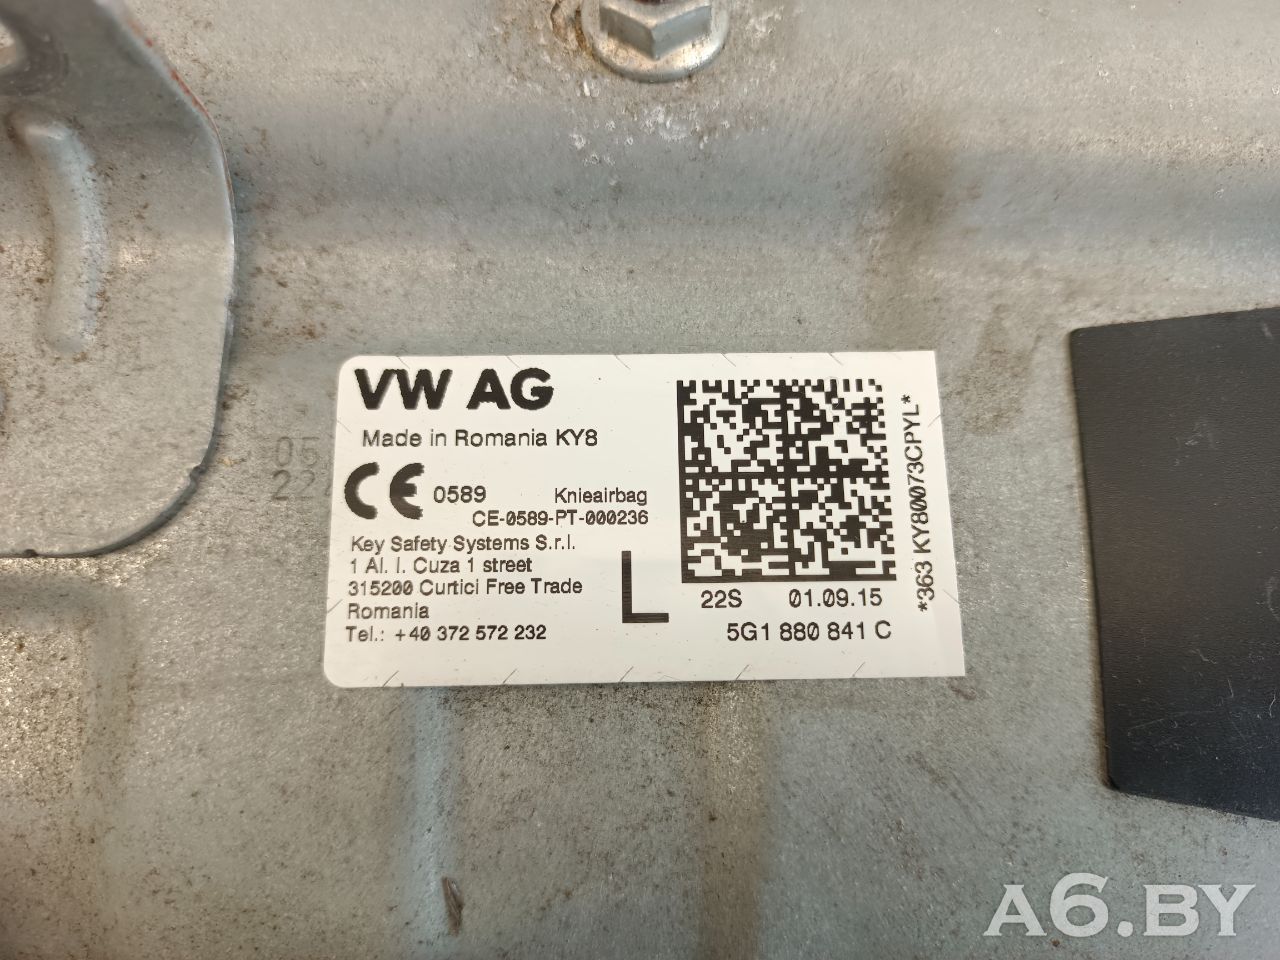 VW AG
Made in Romania KY8
CE 0589 Knieairbag
CE-0589-PT-000236
Key Safety Systems S.r.l.
1 Al. I. Cuza 1 street
315200 Curtici Free Trade
Romania
Tel.: +40 372 572 232
L
22S 01.09.15
5G1 880 841 C
*363 KY80073CPYL*
05
22
A6.BY